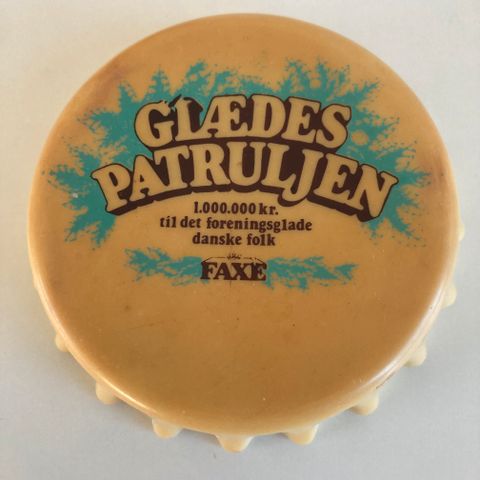 GLÆDES
PATRULJEN
1.000.000 kr.
til det foreningsglade
danske folk
FAXE